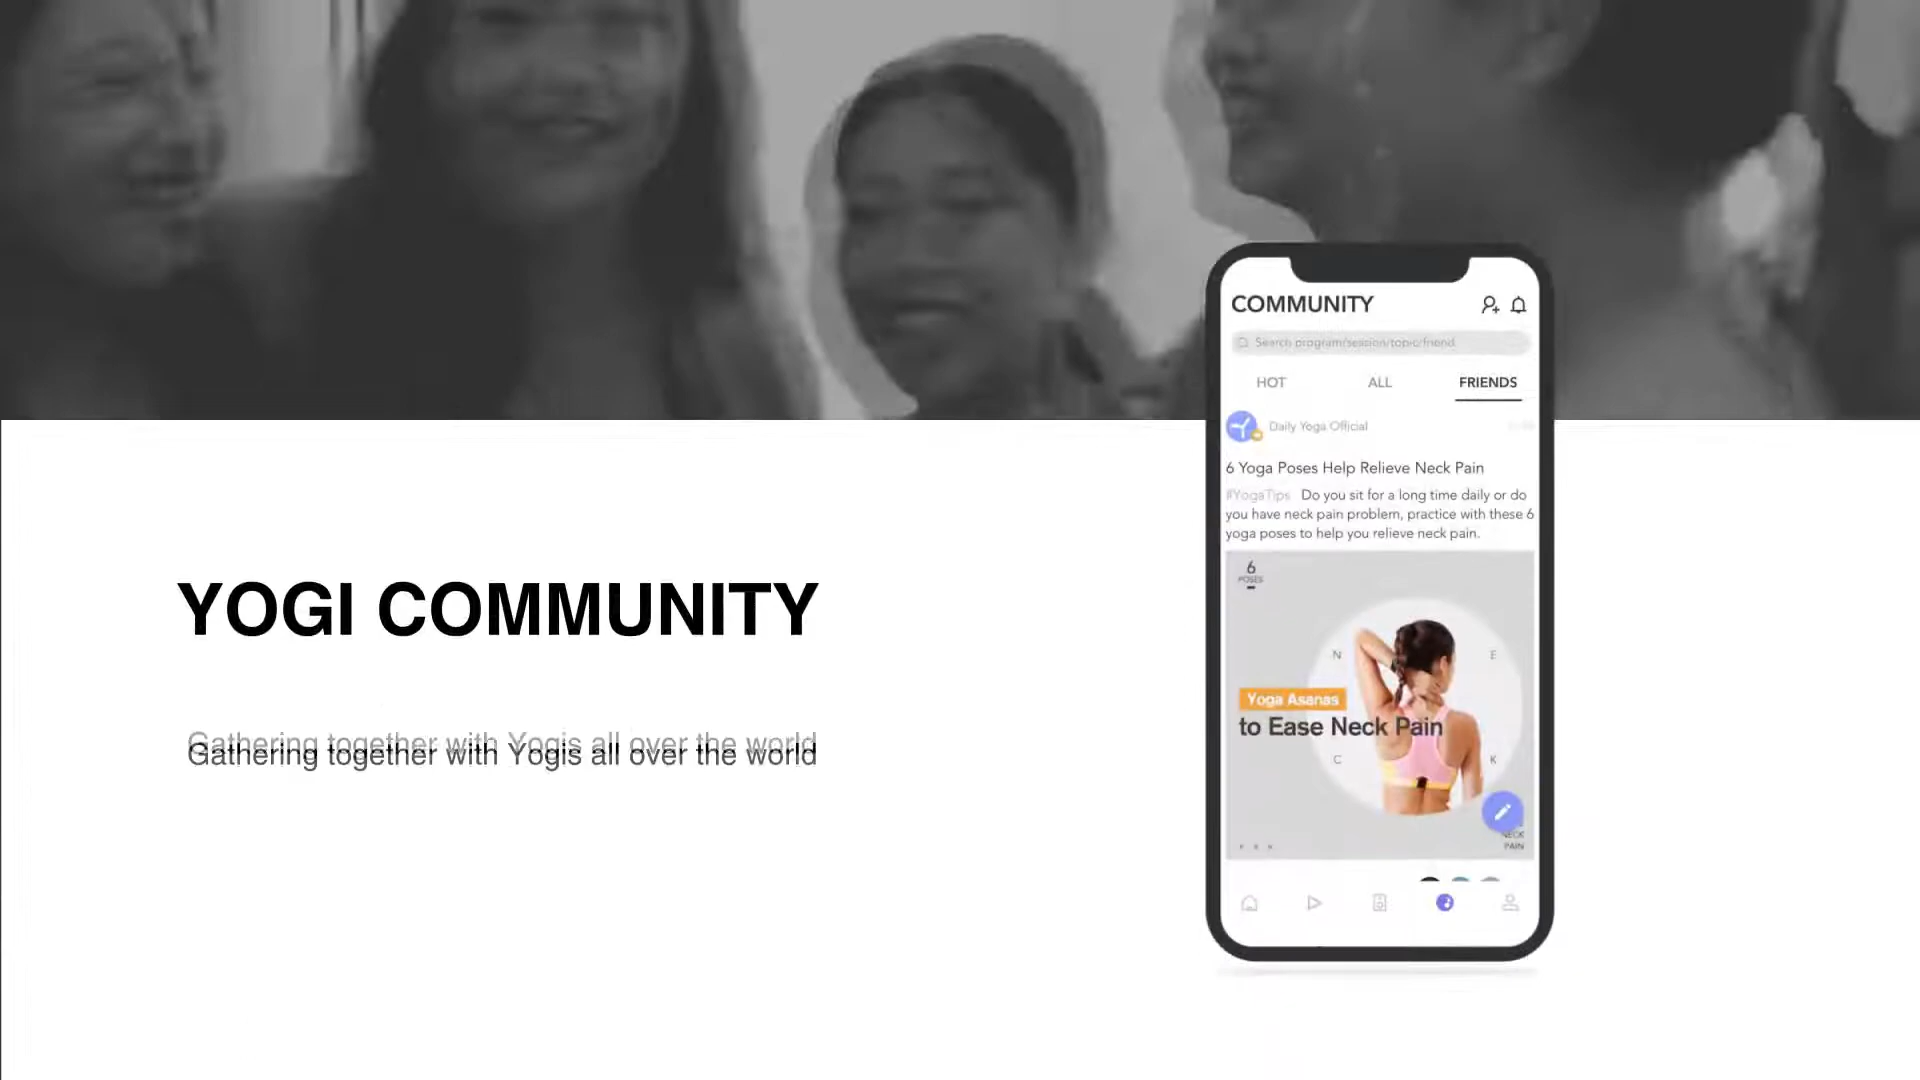 COMMUNITY
Search program/session/topic/friend
HOT ALL FRIENDS
Daily Yoga Official
6 Yoga Poses Help Relieve Neck Pain
#YogaTips Do you sit for a long time daily or do
you have neck pain problem, practice with these 6
yoga poses to help you relieve neck pain.
6
POSES
N E
Yoga Asanas
to Ease Neck Pain
C K
NECK
PAIN
YOGI COMMUNITY
Gathering together with Yogis all over the world